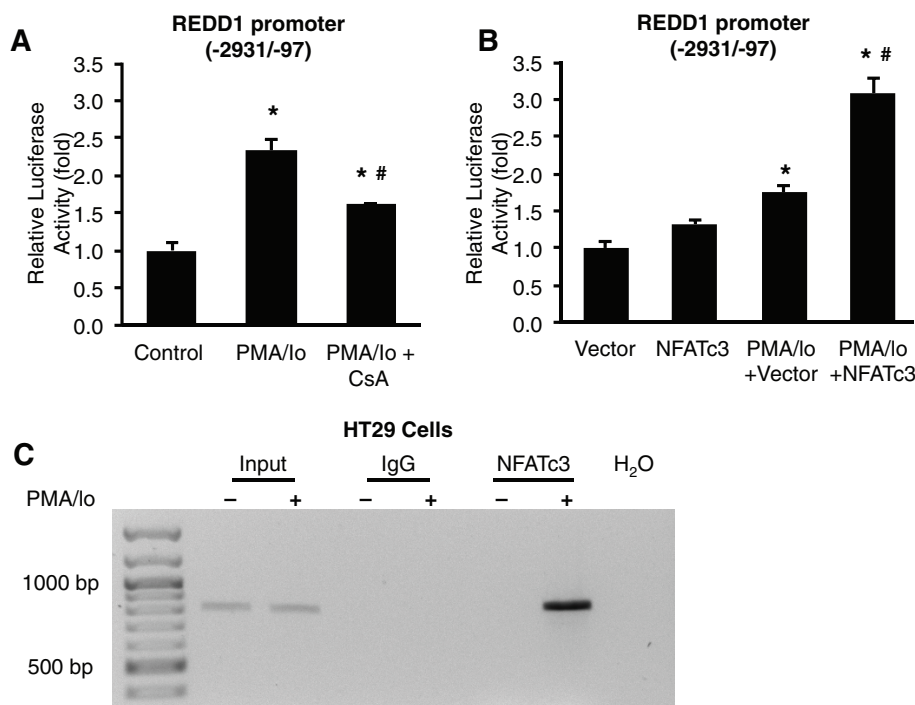 A
REDD1 promoter
(-2931/-97)
Relative Luciferase
Activity (fold)
3.5
3.0
2.5
2.0
1.5
1.0
0.5
0.0
*
* #
Control
PMA/Io
PMA/Io +
CsA
B
REDD1 promoter
(-2931/-97)
Relative Luciferase
Activity (fold)
3.5
3.0
2.5
2.0
1.5
1.0
0.5
0.0
*
* #
Vector
NFATc3
PMA/Io
+Vector
PMA/Io
+NFATc3
C
HT29 Cells
Input
IgG
NFATc3
H₂O
PMA/Io
– + – + – +
1000 bp
500 bp